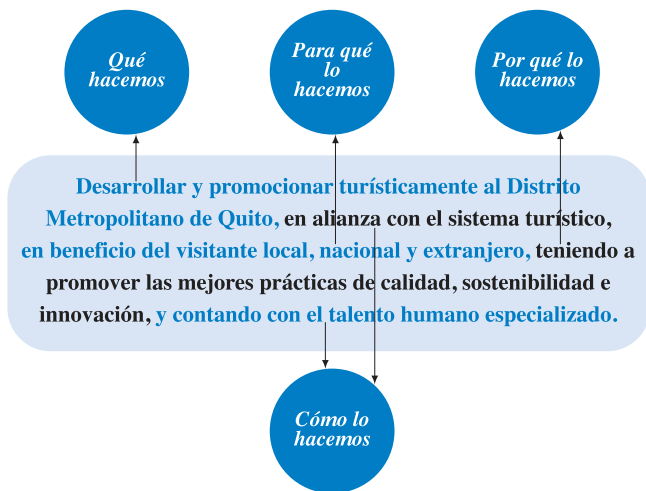 Qué
hacemos
Para qué
lo
hacemos
Por qué lo
hacemos
Desarrollar y promocionar turísticamente al Distrito
Metropolitano de Quito, en alianza con el sistema turístico,
en beneficio del visitante local, nacional y extranjero, teniendo a
promover las mejores prácticas de calidad, sostenibilidad e
innovación, y contando con el talento humano especializado.
Cómo lo
hacemos